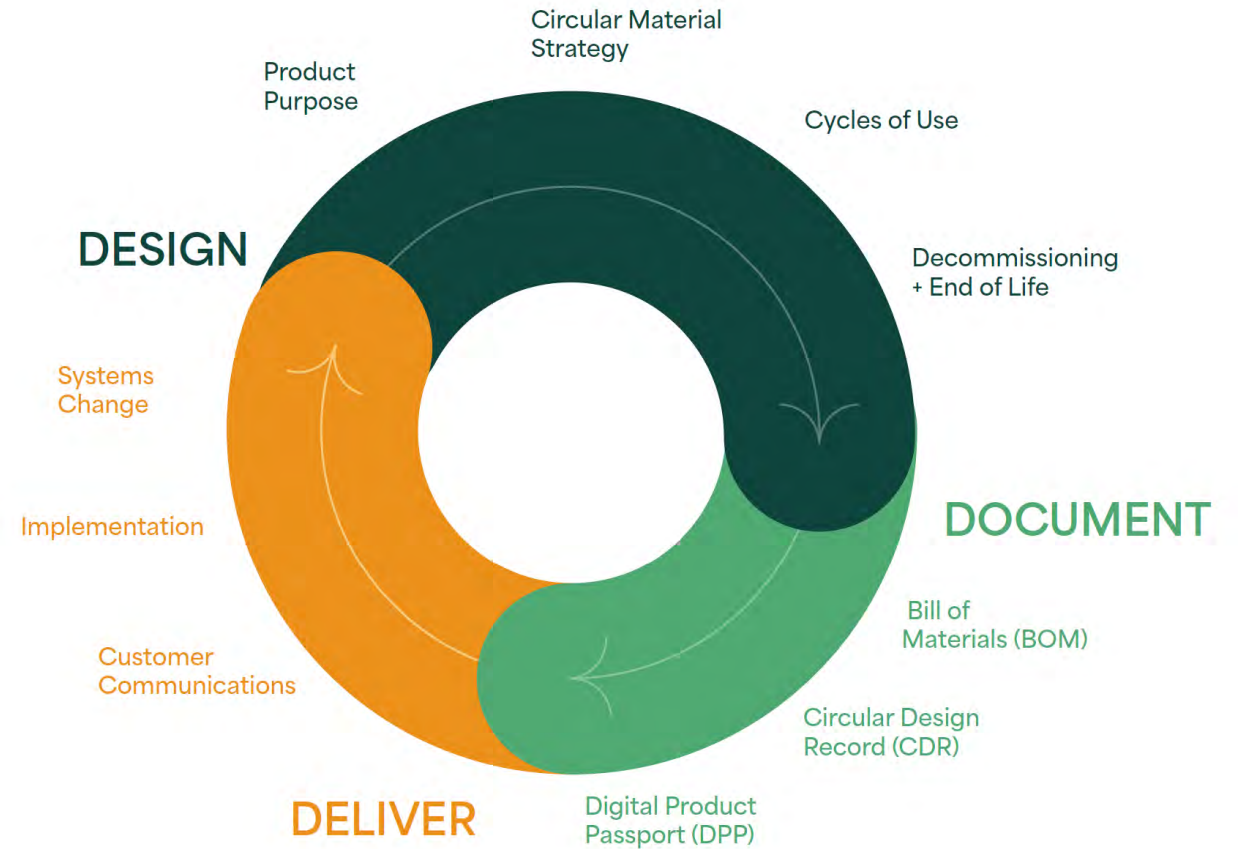 DESIGN
Product
Purpose
Circular Material
Strategy
Cycles of Use
Decommissioning
+ End of Life
DOCUMENT
Bill of
Materials (BOM)
Circular Design
Record (CDR)
Digital Product
Passport (DPP)
DELIVER
Customer
Communications
Implementation
Systems
Change